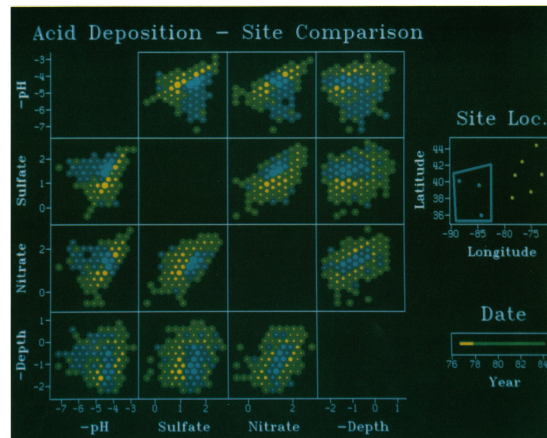 Acid Deposition - Site Comparison
-pH
-3
-4
-5
-6
-7
Sulfate
2
1
0
Nitrate
2
0
-Depth
1
0
-1
-2
-7 -6 -5 -4 -3
0 1 2
0 2
-2 -1 0 1
-pH Sulfate Nitrate -Depth
Site Loc.
Latitude
44
42
40
38
36
-90 -85 -80 -75
Longitude
Date
76 78 80 82 84
Year